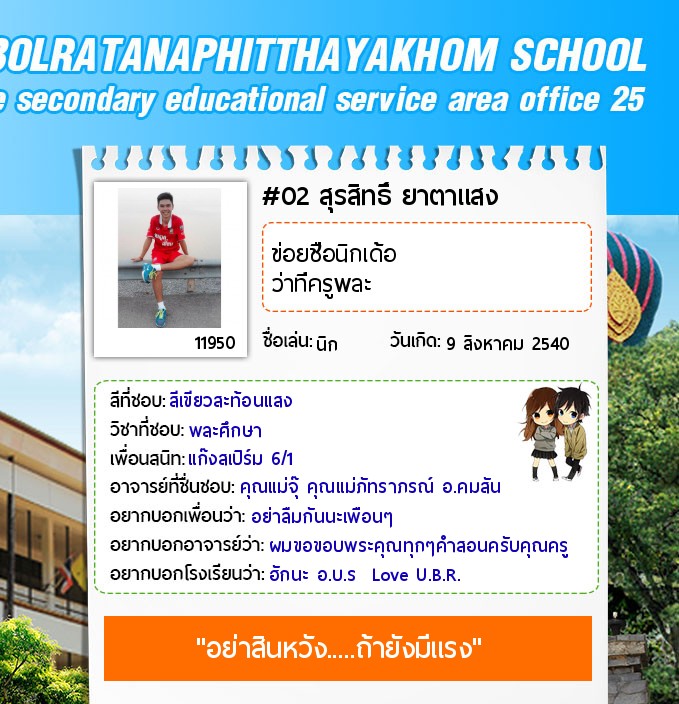 BOLRATANAPHITTHAYAKHOM SCHOOL
e secondary educational service area office 25
#02 สุรสิทธิ์ ยาตาแสง
ข่อยชื่อนิกเด้อ
ว่าที่ครูพละ
11950
ชื่อเล่น: นิก วันเกิด: 9 สิงหาคม 2540
สีที่ชอบ: สีเขียวสะท้อนแสง
วิชาที่ชอบ: พละศึกษา
เพื่อนสนิท: แก๊งสเปิร์ม 6/1
อาจารย์ที่ชื่นชอบ: คุณแม่จุ๊ คุณแม่ภัทราภรณ์ อ.คมสัน
อยากบอกเพื่อนว่า: อย่าลืมกันนะเพื่อนๆ
อยากบอกอาจารย์ว่า: ผมขอขอบพระคุณทุกๆคำสอนครับคุณครู
อยากบอกโรงเรียนว่า: ฮักนะ อ.บ.ร Love U.B.R.
"อย่าสิ้นหวัง.....ถ้ายังมีแรง"